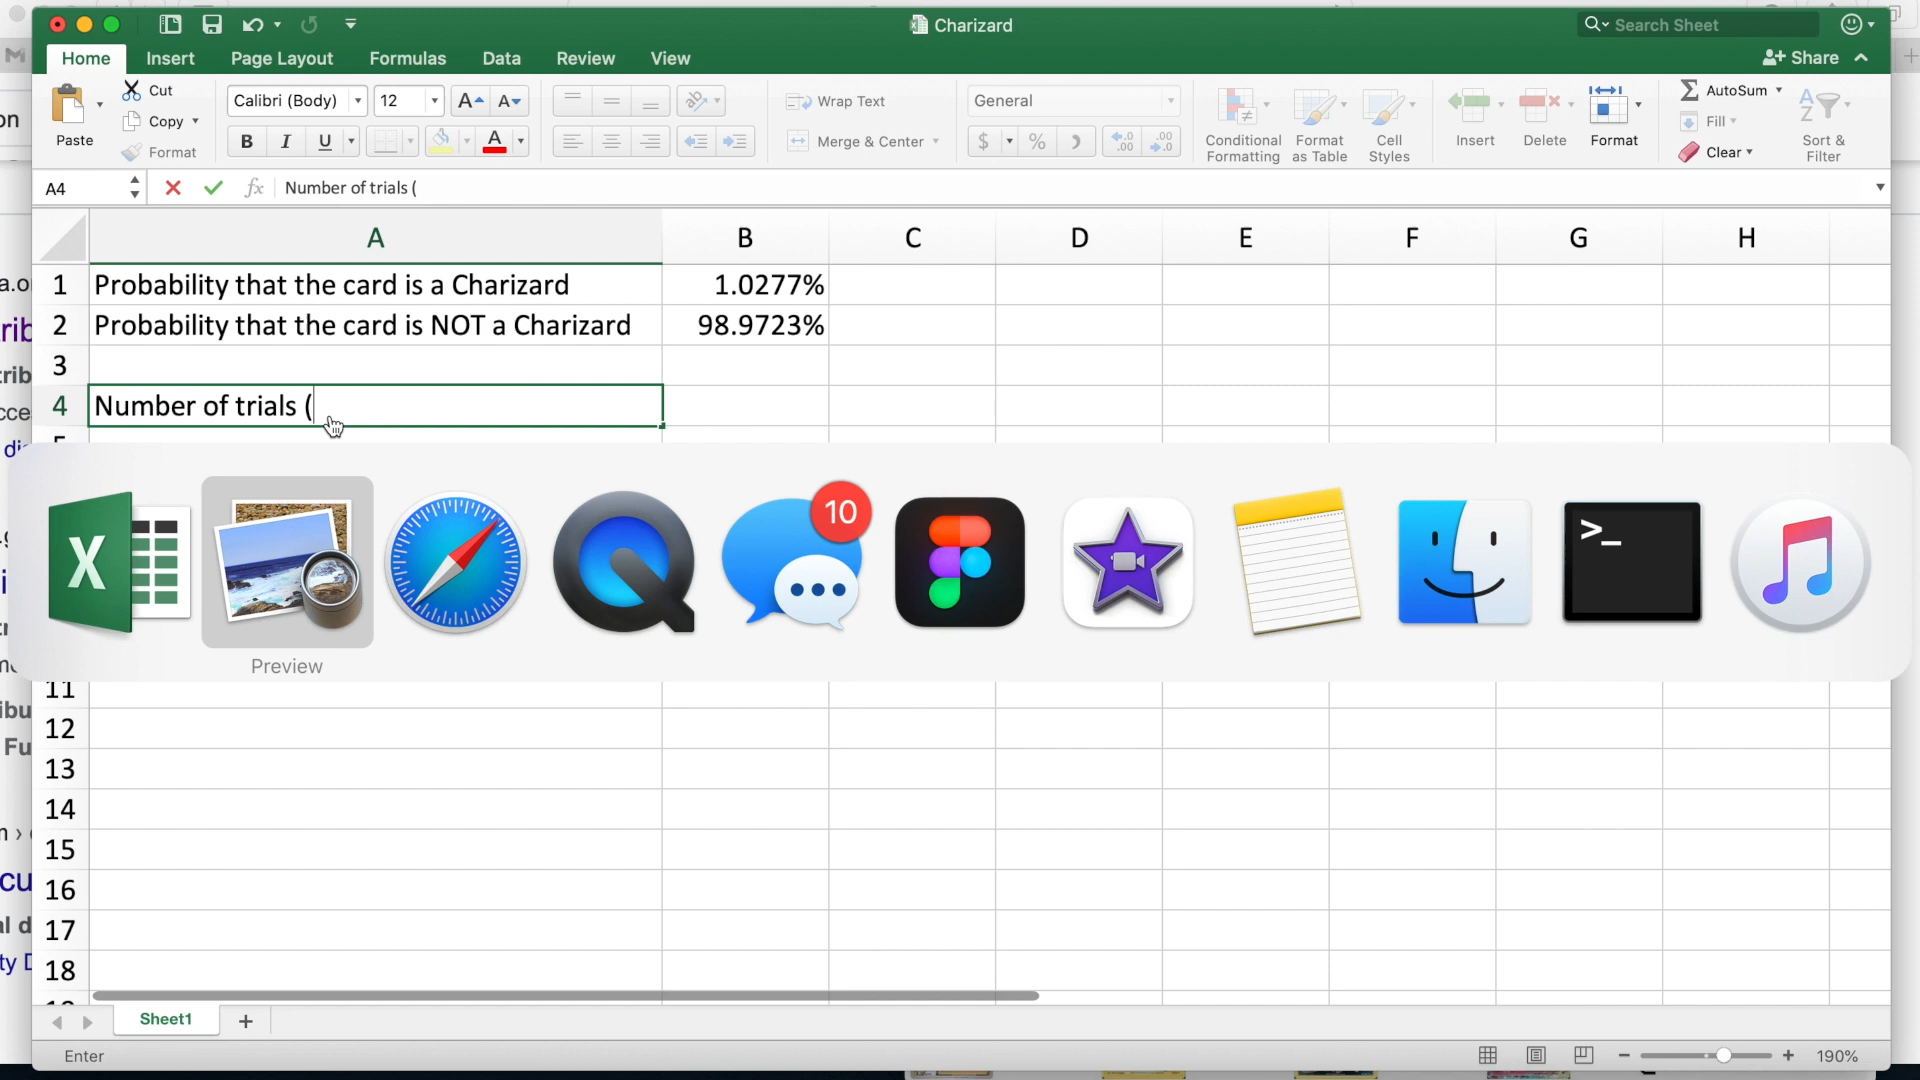 Charizard
Search Sheet
Home Insert Page Layout Formulas Data Review View
Share
Paste
Cut
Copy
Format
Calibri (Body) 12
B I U
Wrap Text
Merge & Center
General
$ %
Conditional Formatting
Format as Table
Cell Styles
Insert Delete Format
AutoSum
Fill
Clear
Sort & Filter
A4 fx Number of trials (
A B C D E F G H
1 Probability that the card is a Charizard 1.0277%
2 Probability that the card is NOT a Charizard 98.9723%
3
4 Number of trials (
10
>_
Preview
11
12
13
14
15
16
17
18
Sheet1
Enter 190%